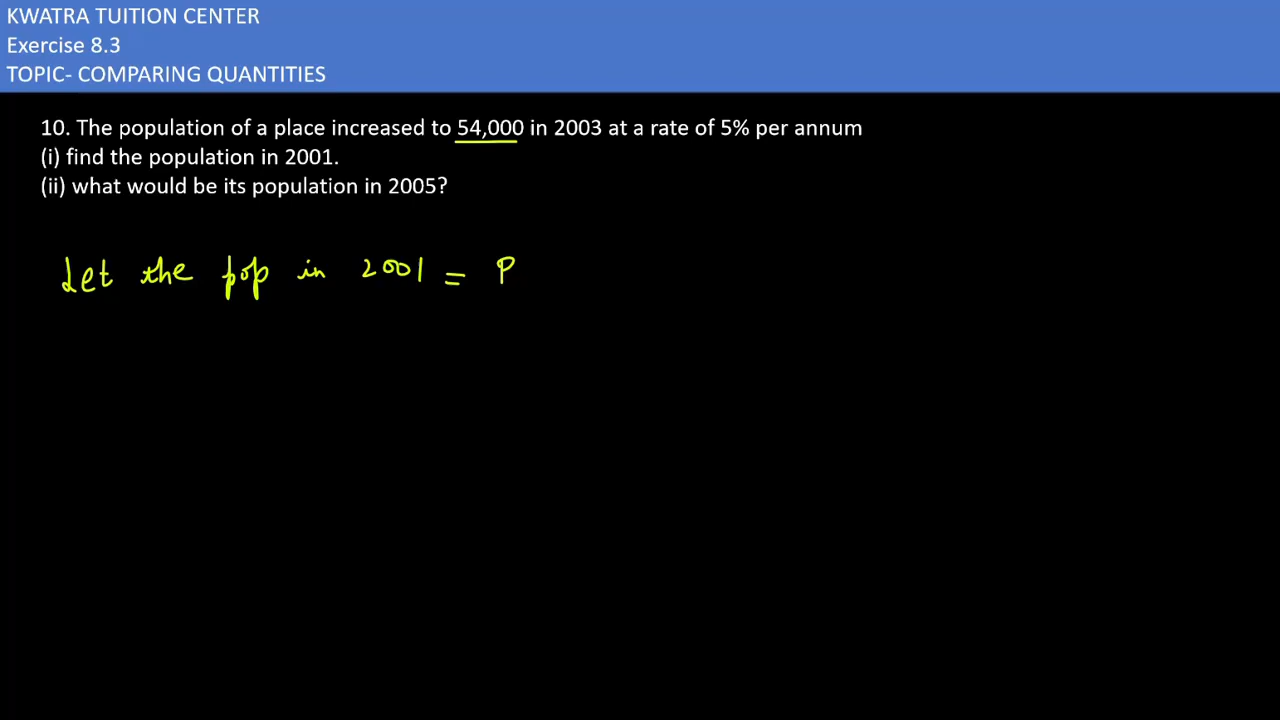 KWATRA TUITION CENTER
Exercise 8.3
TOPIC- COMPARING QUANTITIES
10. The population of a place increased to 54,000 in 2003 at a rate of 5% per annum
(i) find the population in 2001.
(ii) what would be its population in 2005?
Let the pop in 2001 = P